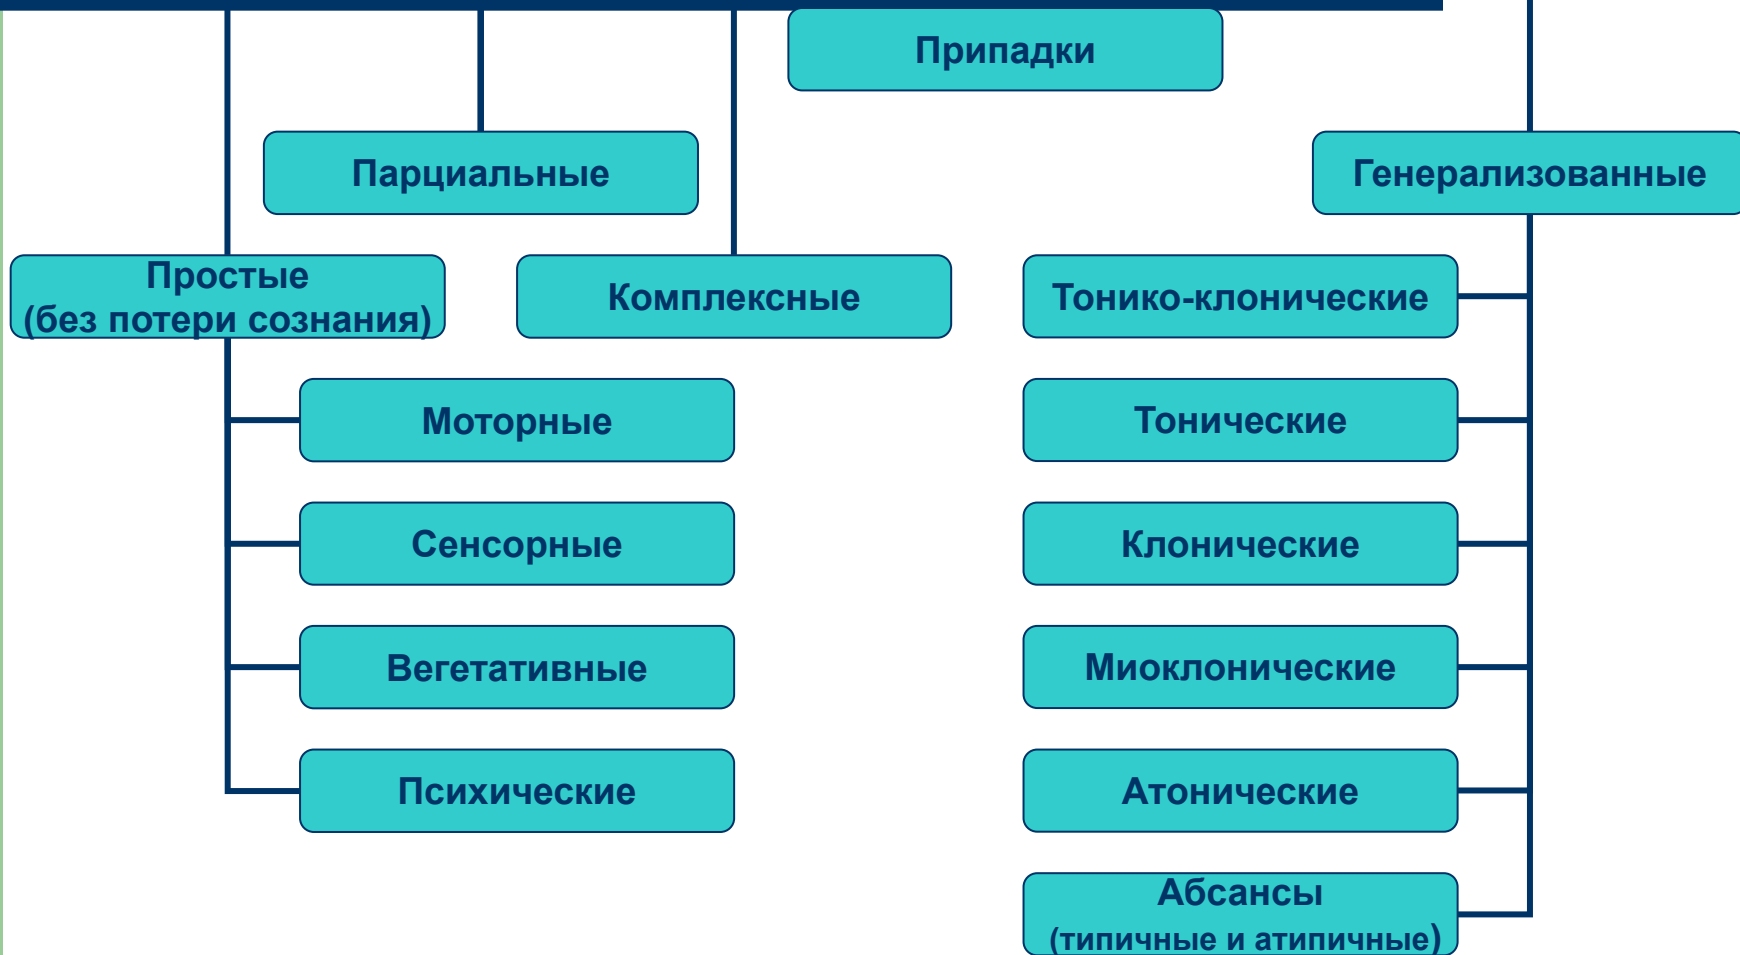 Припадки
Парциальные
Генерализованные
Простые
(без потери сознания)
Комплексные
Тонико-клонические
Моторные
Тонические
Сенсорные
Клонические
Вегетативные
Миоклонические
Психические
Атонические
Абсансы
(типичные и атипичные)